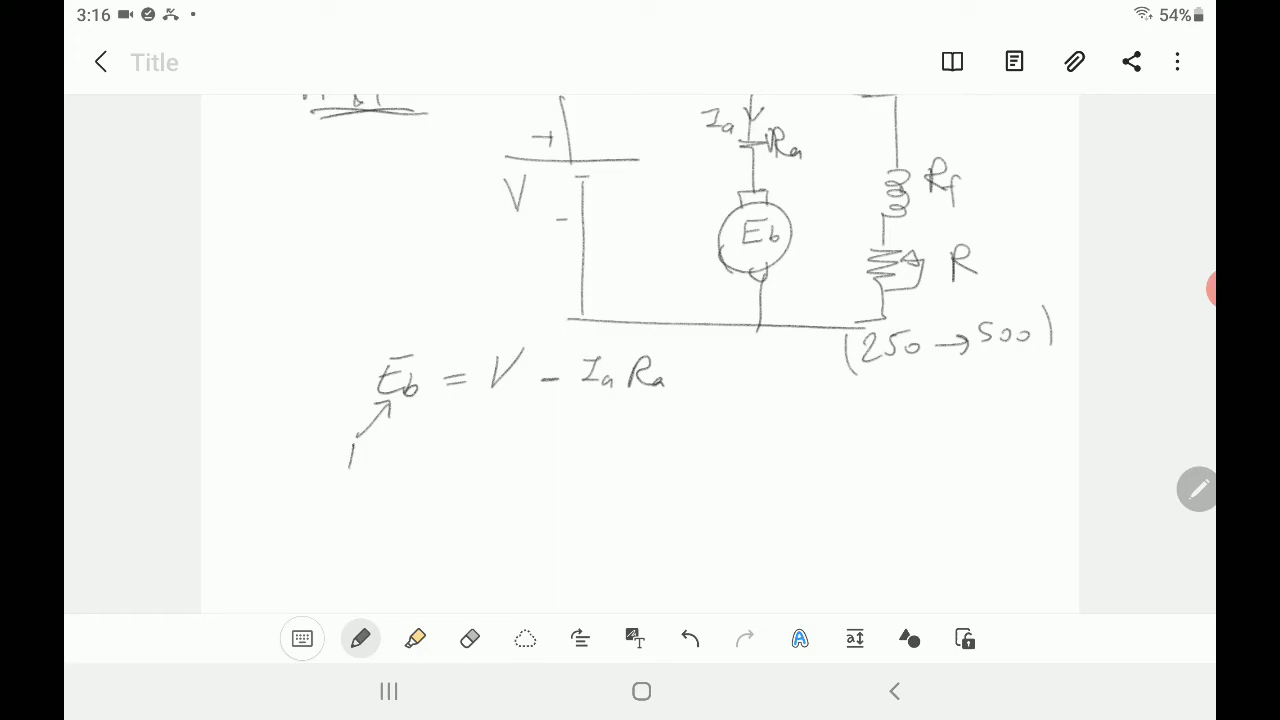 3:16 54%
Title
+ Ia Ra Rf
V
- Eb R
(250 → 500)
Eb = V - Ia Ra